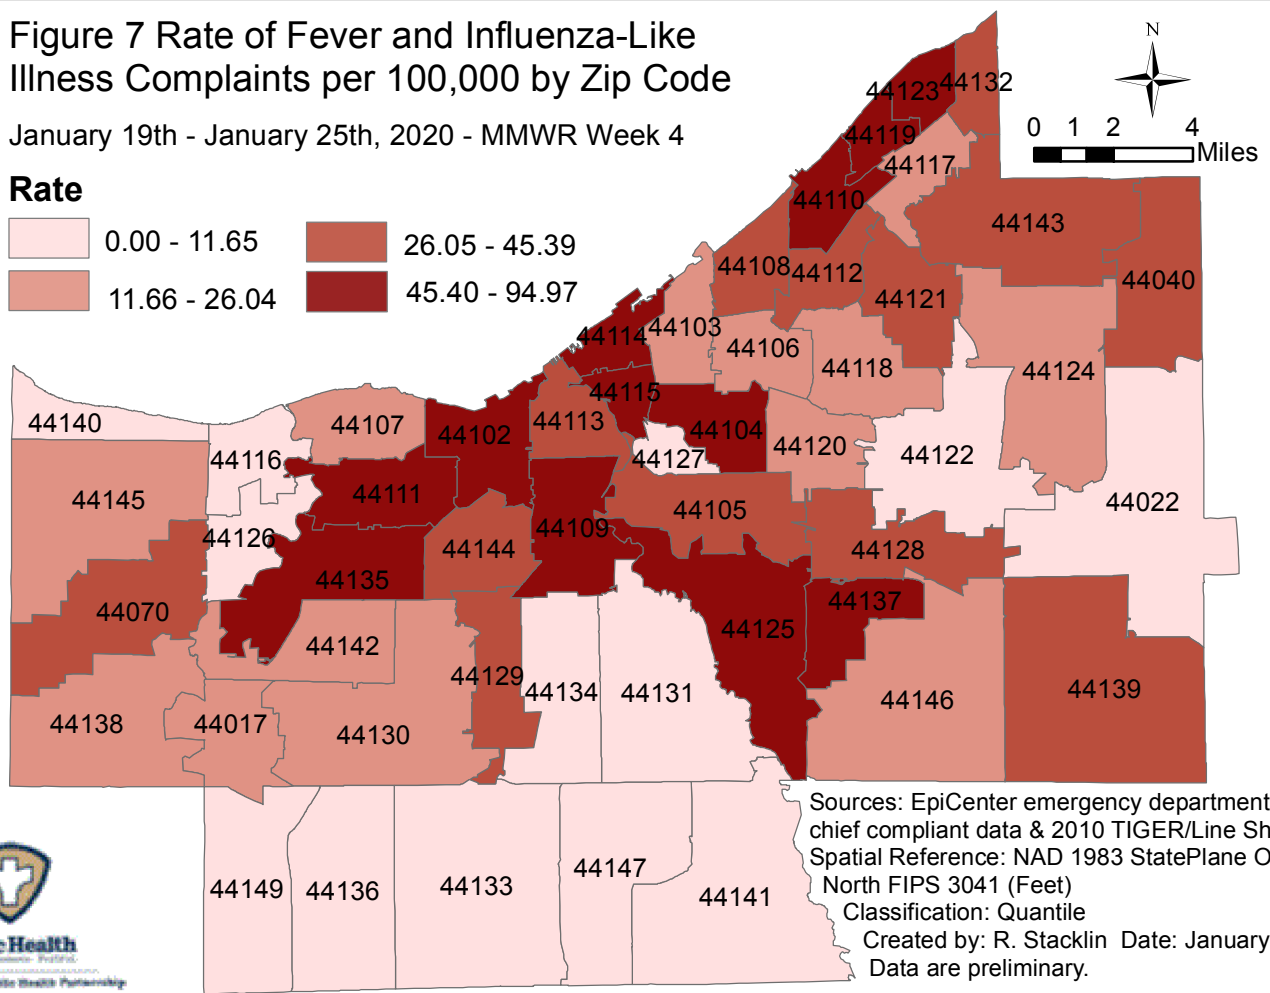 Figure 7 Rate of Fever and Influenza-Like
Illness Complaints per 100,000 by Zip Code
January 19th - January 25th, 2020 - MMWR Week 4
Rate
0.00 - 11.65
11.66 - 26.04
26.05 - 45.39
45.40 - 94.97
N
0 1 2 4
Miles
44123
44132
44119
44117
44110
44143
44108
44112
44040
44121
44114
44103
44106
44118
44124
44115
44140
44107
44102
44113
44104
44120
44116
44127
44122
44145
44111
44022
44105
44109
44126
44144
44128
44135
44137
44070
44125
44142
44129
44134
44131
44139
44146
44138
44017
44130
44149
44136
44133
44147
44141
Sources: EpiCenter emergency department
chief compliant data & 2010 TIGER/Line Sh
Spatial Reference: NAD 1983 StatePlane O
North FIPS 3041 (Feet)
Classification: Quantile
Created by: R. Stacklin Date: January
Data are preliminary.
c Health
Health Partnership